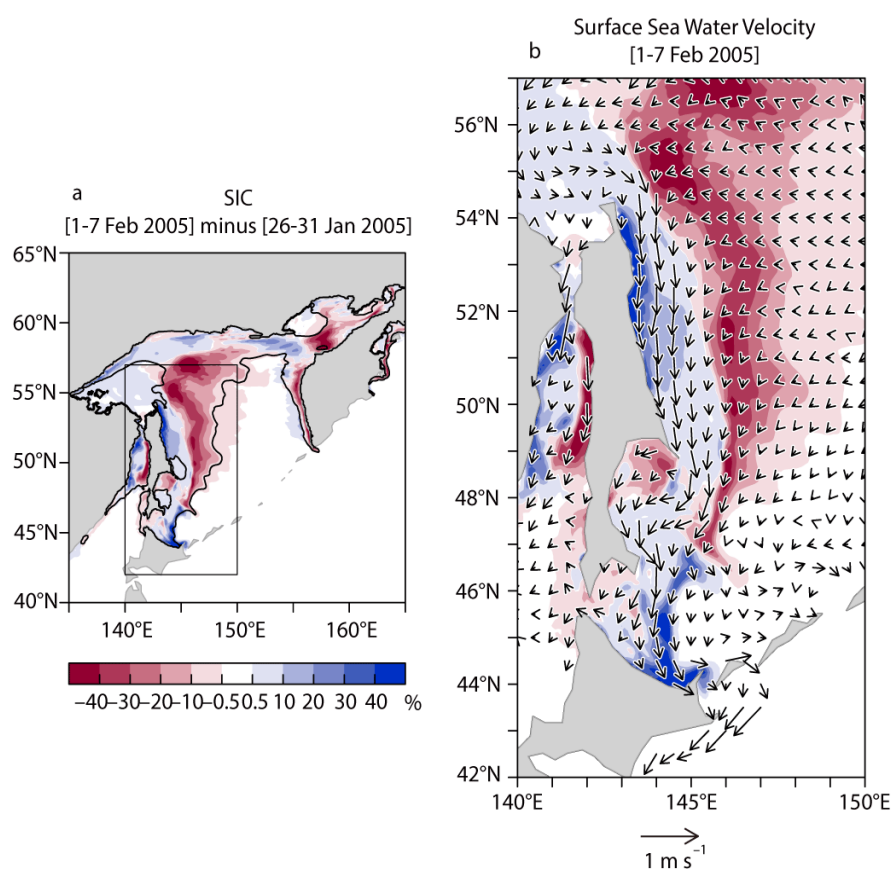 a
SIC
[1-7 Feb 2005] minus [26-31 Jan 2005]
65°N
60°N
55°N
50°N
45°N
40°N
140°E 150°E 160°E
−40−30−20−10−0.5 0.5 10 20 30 40 %
b
Surface Sea Water Velocity
[1-7 Feb 2005]
56°N
54°N
52°N
50°N
48°N
46°N
44°N
42°N
140°E 145°E 150°E
1 m s⁻¹